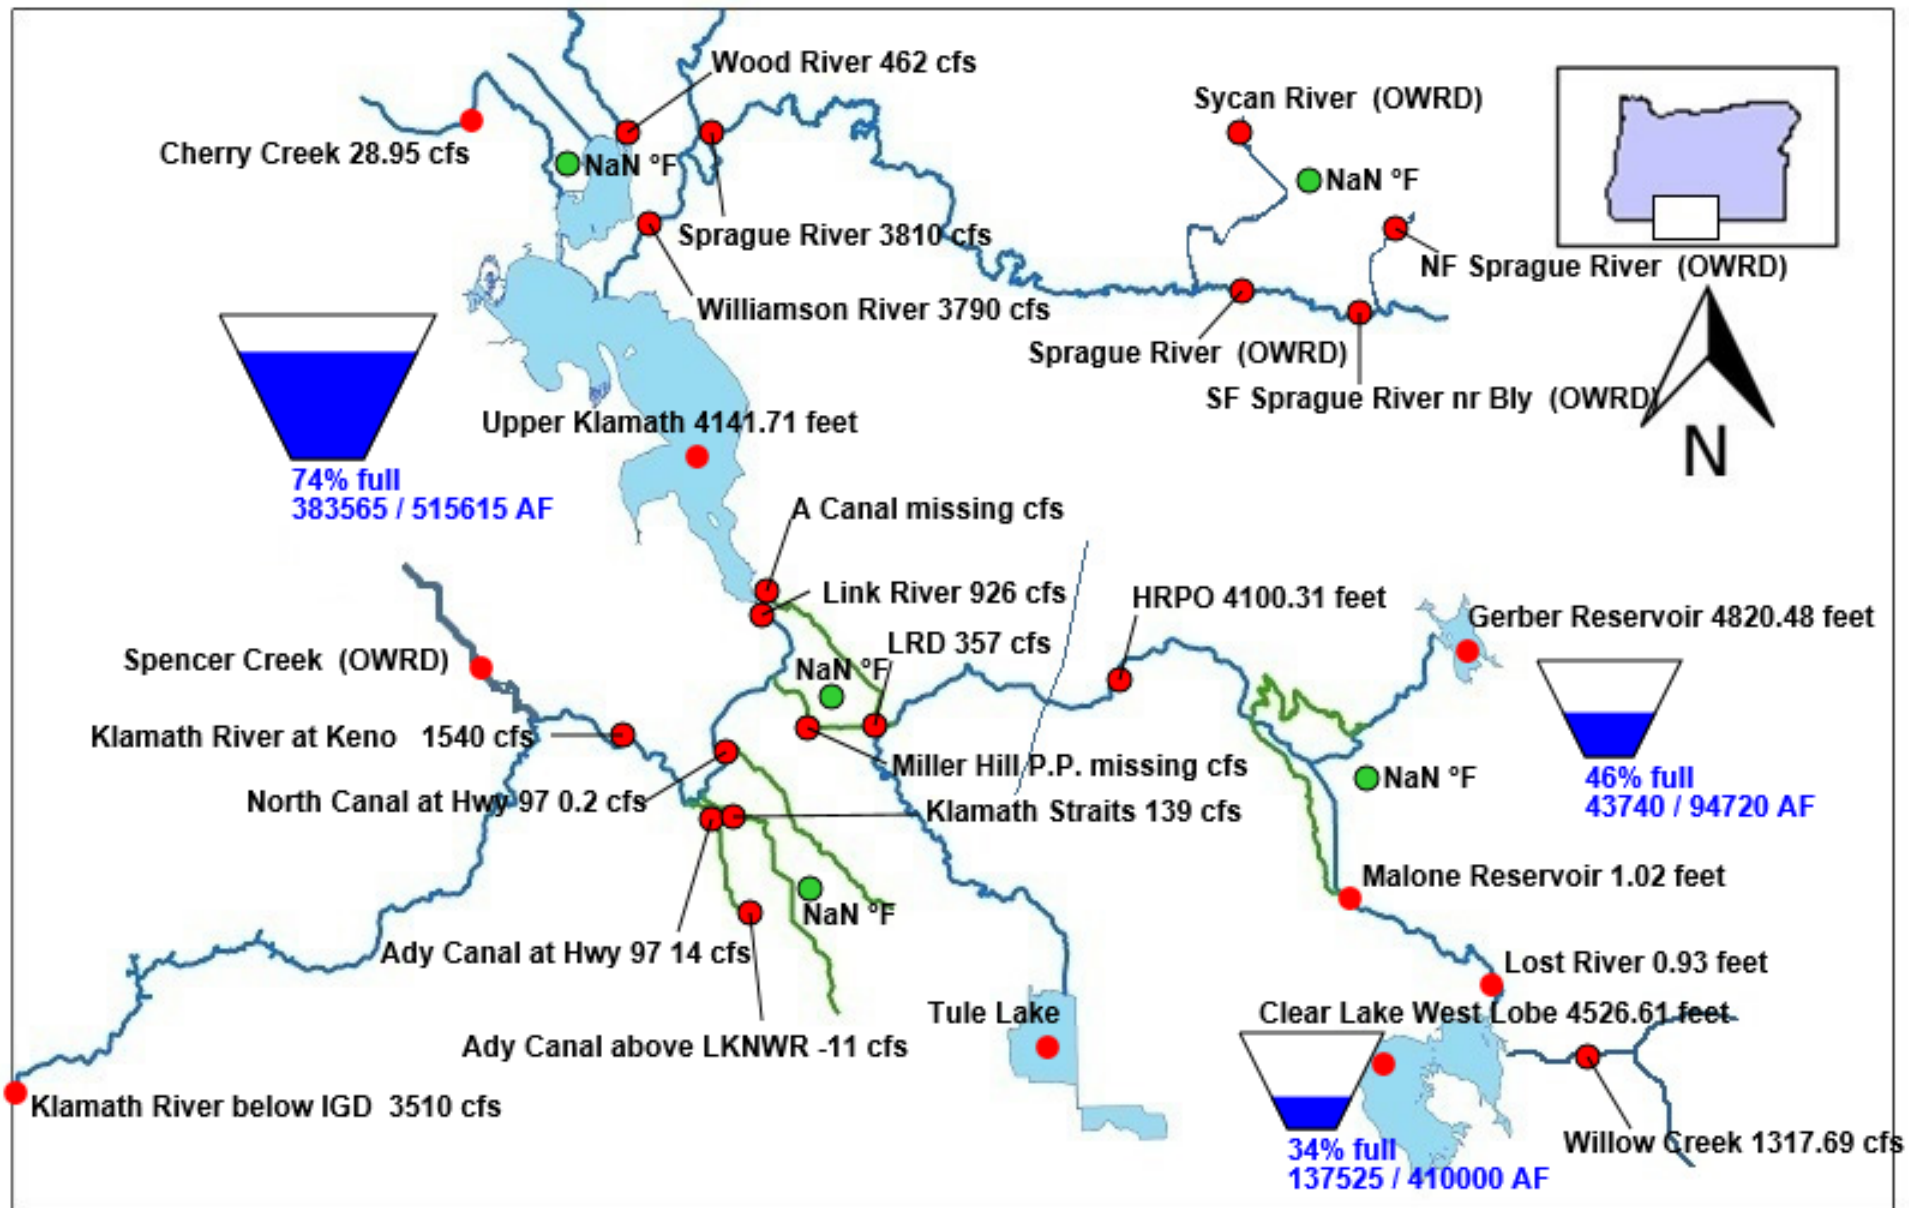 Wood River 462 cfs
Sycan River (OWRD)
Cherry Creek 28.95 cfs
NaN °F
NaN °F
Sprague River 3810 cfs
NF Sprague River (OWRD)
Williamson River 3790 cfs
Sprague River (OWRD)
SF Sprague River nr Bly (OWRD)
N
Upper Klamath 4141.71 feet
74% full
383565 / 515615 AF
A Canal missing cfs
Link River 926 cfs
HRPO 4100.31 feet
Gerber Reservoir 4820.48 feet
LRD 357 cfs
Spencer Creek (OWRD)
NaN °F
Klamath River at Keno 1540 cfs
Miller Hill P.P. missing cfs
NaN °F
46% full
43740 / 94720 AF
North Canal at Hwy 97 0.2 cfs
Klamath Straits 139 cfs
Malone Reservoir 1.02 feet
NaN °F
Ady Canal at Hwy 97 14 cfs
Lost River 0.93 feet
Tule Lake
Clear Lake West Lobe 4526.61 feet
Ady Canal above LKNWR -11 cfs
Klamath River below IGD 3510 cfs
Willow Creek 1317.69 cfs
34% full
137525 / 410000 AF